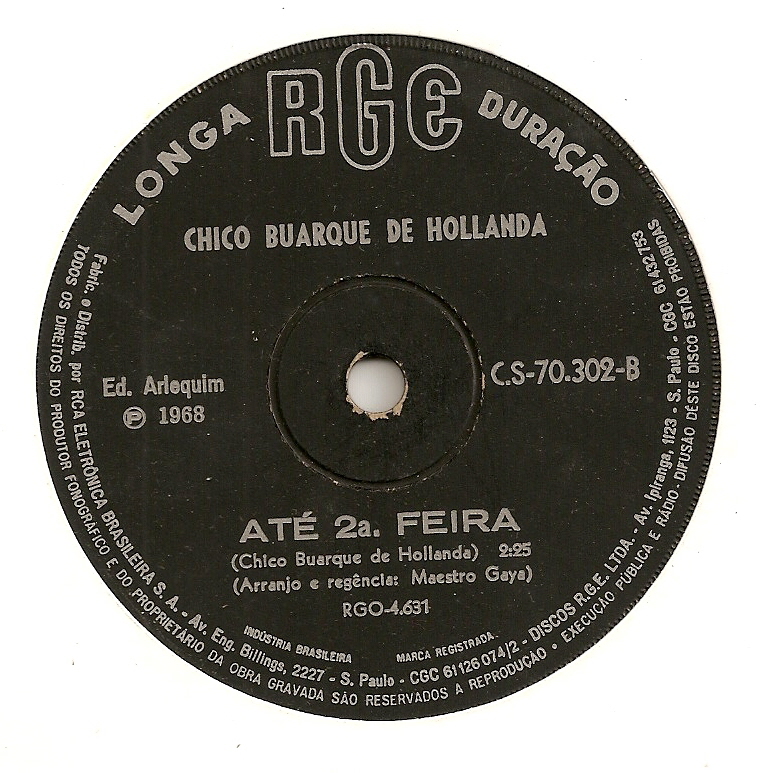 LONGA RGE DURAÇÃO
CHICO BUARQUE DE HOLLANDA
Ed. Arlequim
℗ 1968
C.S-70.302-B
ATÉ 2a. FEIRA
(Chico Buarque de Hollanda) 2:25
(Arranjo e regência: Maestro Gaya)
RGO-4.631
INDÚSTRIA BRASILEIRA
MARCA REGISTRADA.
Fabric. e Distrib. por RCA ELETRÔNICA BRASILEIRA S. A. - Av. Eng. Billings, 2227 - S. Paulo - CGC 61 126 074/2 - DISCOS R.G.E. LTDA. - Av. Ipiranga, 1123 - S. Paulo - CGC 61432753
TODOS OS DIREITOS DO PRODUTOR FONOGRÁFICO E DO PROPRIETÁRIO DA OBRA GRAVADA SÃO RESERVADOS A REPRODUÇÃO • EXECUÇÃO PÚBLICA E RÁDIO-DIFUSÃO DÊSTE DISCO ESTÃO PROIBIDAS